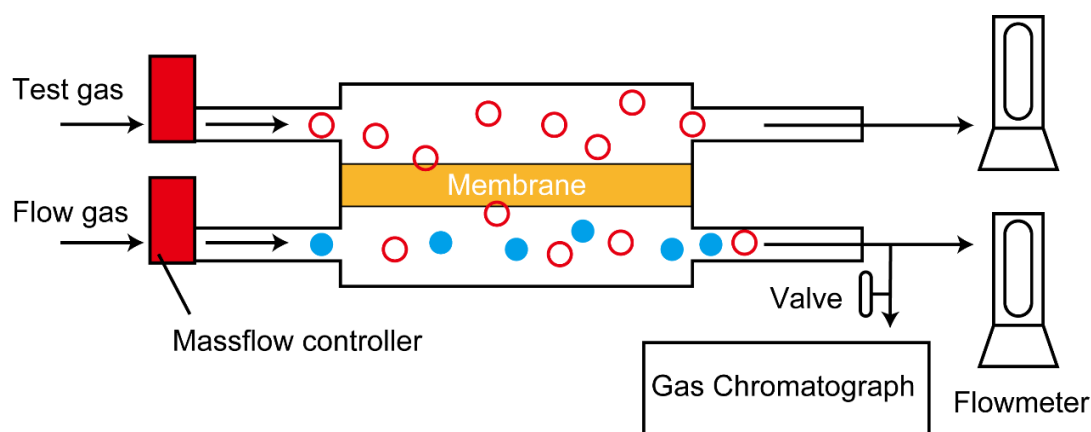 Test gas
Membrane
Flow gas
Valve
Massflow controller
Gas Chromatograph
Flowmeter